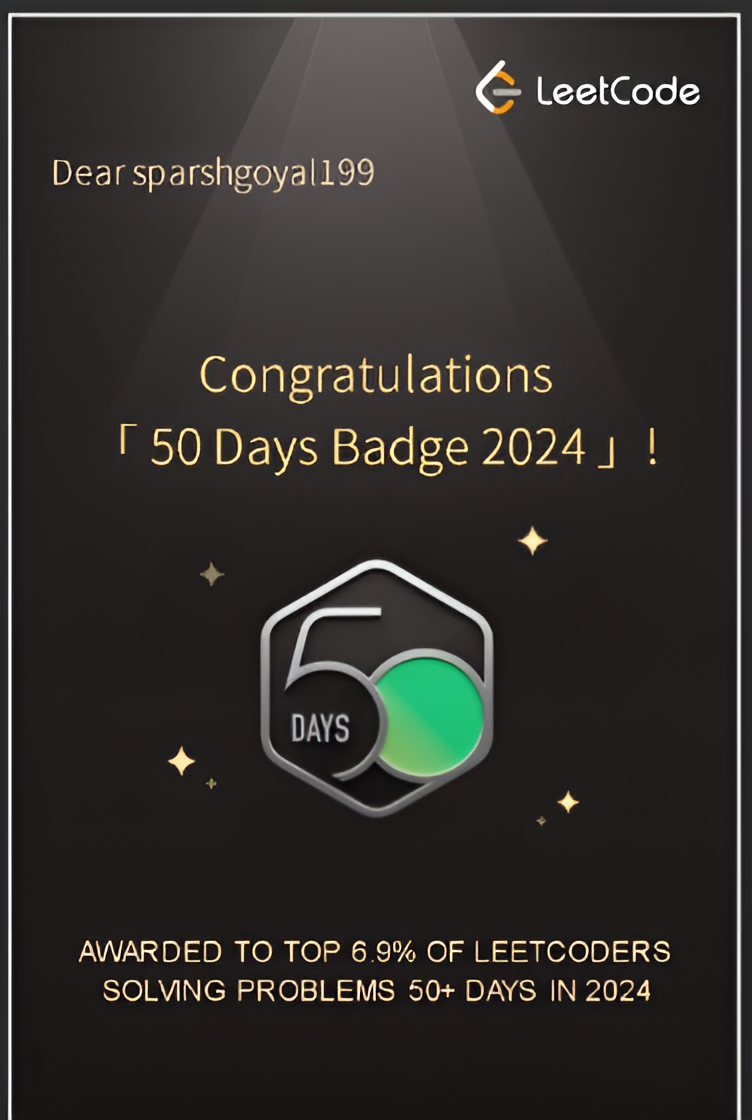 LeetCode
Dear sparshgoyal199
Congratulations
「 50 Days Badge 2024 」 !
50
DAYS
AWARDED TO TOP 6.9% OF LEETCODERS
SOLVING PROBLEMS 50+ DAYS IN 2024